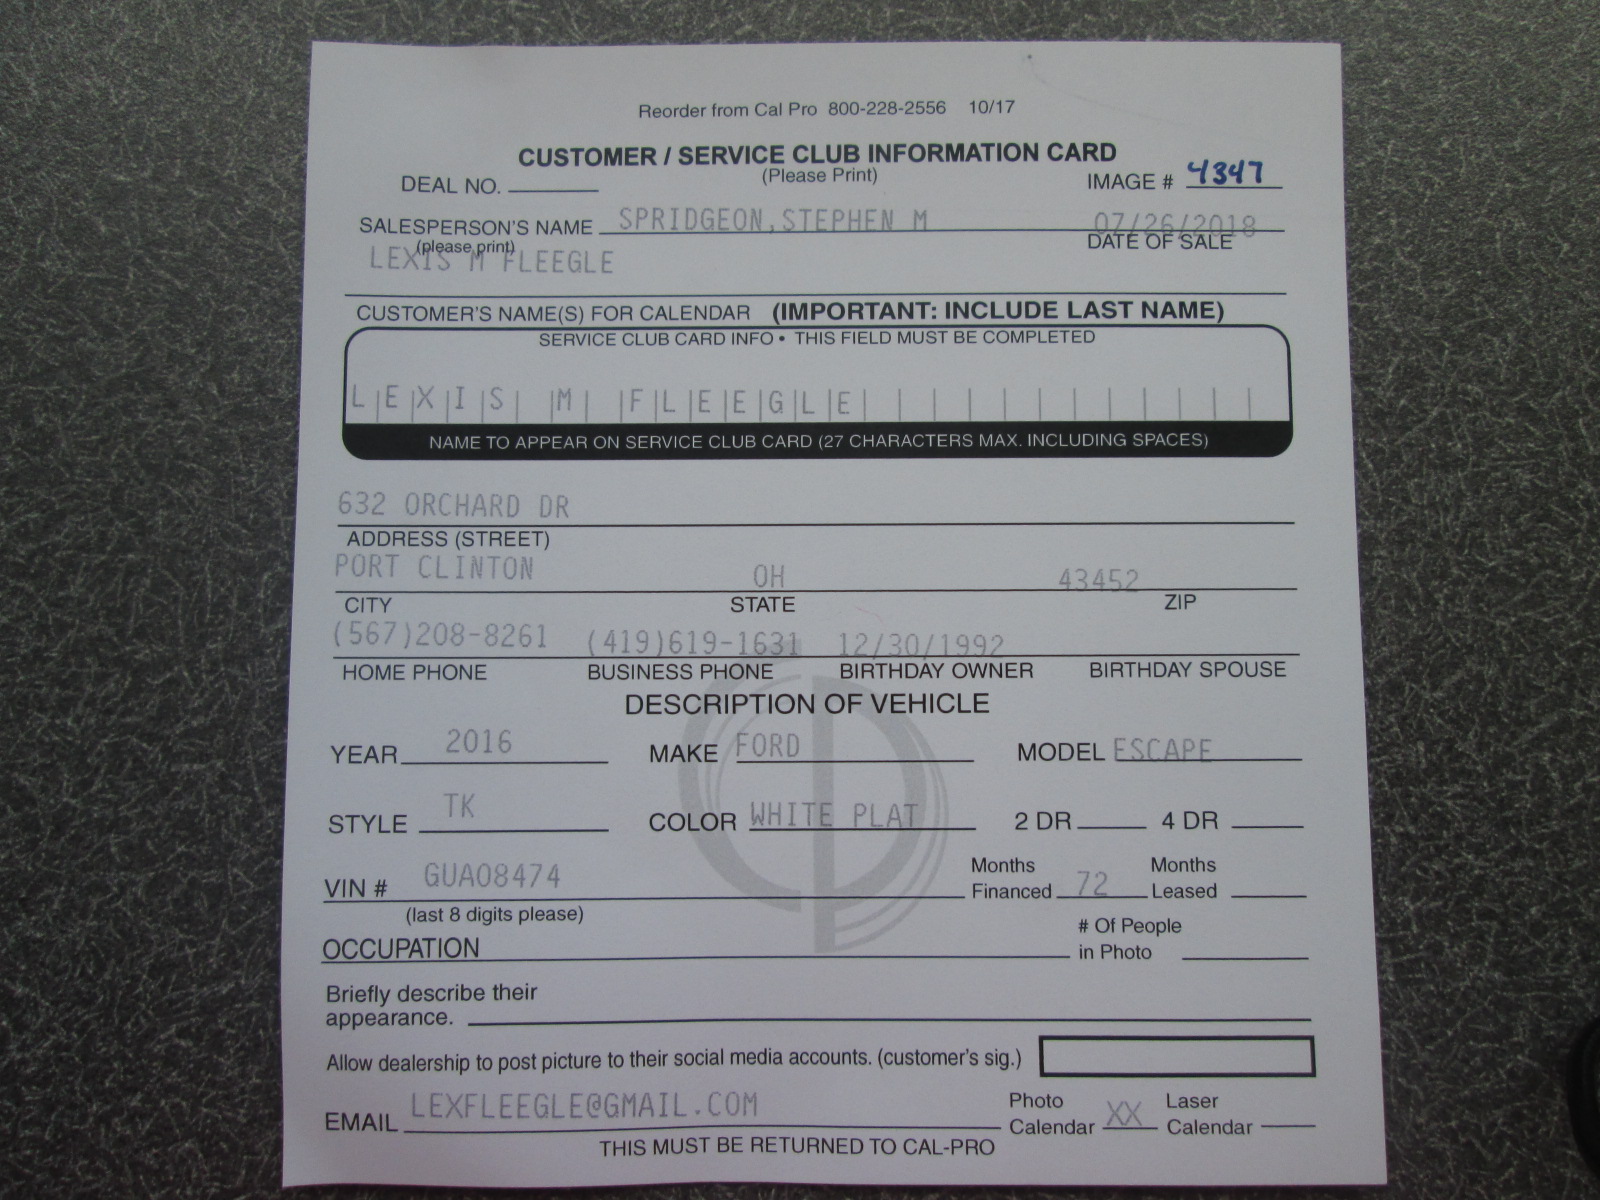 Reorder from Cal Pro 800-228-2556 10/17
CUSTOMER / SERVICE CLUB INFORMATION CARD
(Please Print)
DEAL NO.
IMAGE # 4347
SALESPERSON'S NAME SPRIDGEON,STEPHEN M 07/26/2018
(please print) DATE OF SALE
LEXIS M FLEEGLE
CUSTOMER'S NAME(S) FOR CALENDAR (IMPORTANT: INCLUDE LAST NAME)
SERVICE CLUB CARD INFO • THIS FIELD MUST BE COMPLETED
LEXIS M FLEEGLE
NAME TO APPEAR ON SERVICE CLUB CARD (27 CHARACTERS MAX. INCLUDING SPACES)
632 ORCHARD DR
ADDRESS (STREET)
PORT CLINTON OH 43452
CITY STATE ZIP
(567)208-8261 (419)619-1631 12/30/1992
HOME PHONE BUSINESS PHONE BIRTHDAY OWNER BIRTHDAY SPOUSE
DESCRIPTION OF VEHICLE
YEAR 2016 MAKE FORD MODEL ESCAPE
STYLE TK COLOR WHITE PLAT 2 DR 4 DR
VIN # GUA08474 Months Financed 72 Months Leased
(last 8 digits please)
OCCUPATION # Of People in Photo
Briefly describe their
appearance.
Allow dealership to post picture to their social media accounts. (customer's sig.)
EMAIL LEXFLEEGLE@GMAIL.COM Photo Calendar XX Laser Calendar
THIS MUST BE RETURNED TO CAL-PRO